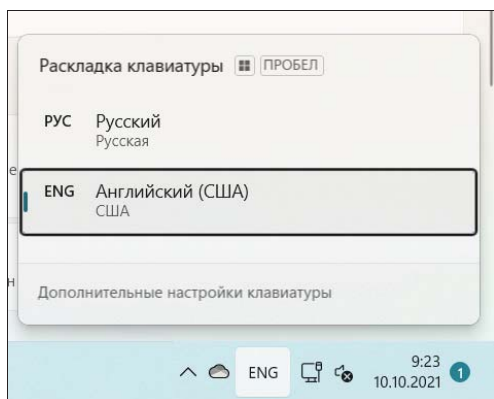 Раскладка клавиатуры ПРОБЕЛ
РУС Русский
Русская
е
ENG Английский (США)
США
н
Дополнительные настройки клавиатуры
ENG 9:23
10.10.2021 1